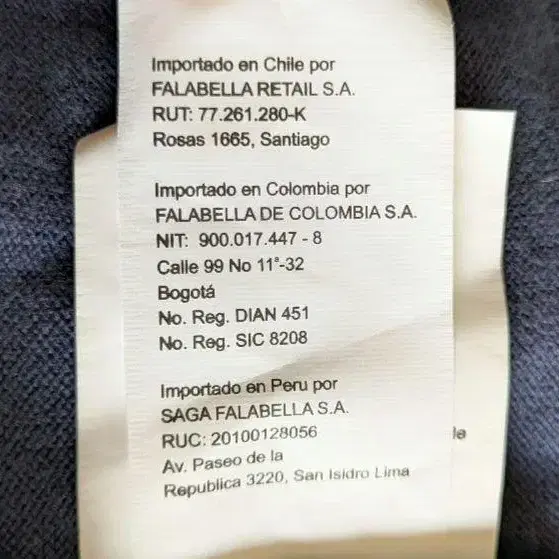 Importado en Chile por
FALABELLA RETAIL S.A.
RUT: 77.261.280-K
Rosas 1665, Santiago
Importado en Colombia por
FALABELLA DE COLOMBIA S.A.
NIT: 900.017.447 - 8
Calle 99 No 11ª-32
Bogotá
No. Reg. DIAN 451
No. Reg. SIC 8208
Importado en Peru por
SAGA FALABELLA S.A.
RUC: 20100128056
Av. Paseo de la
Republica 3220, San Isidro Lima